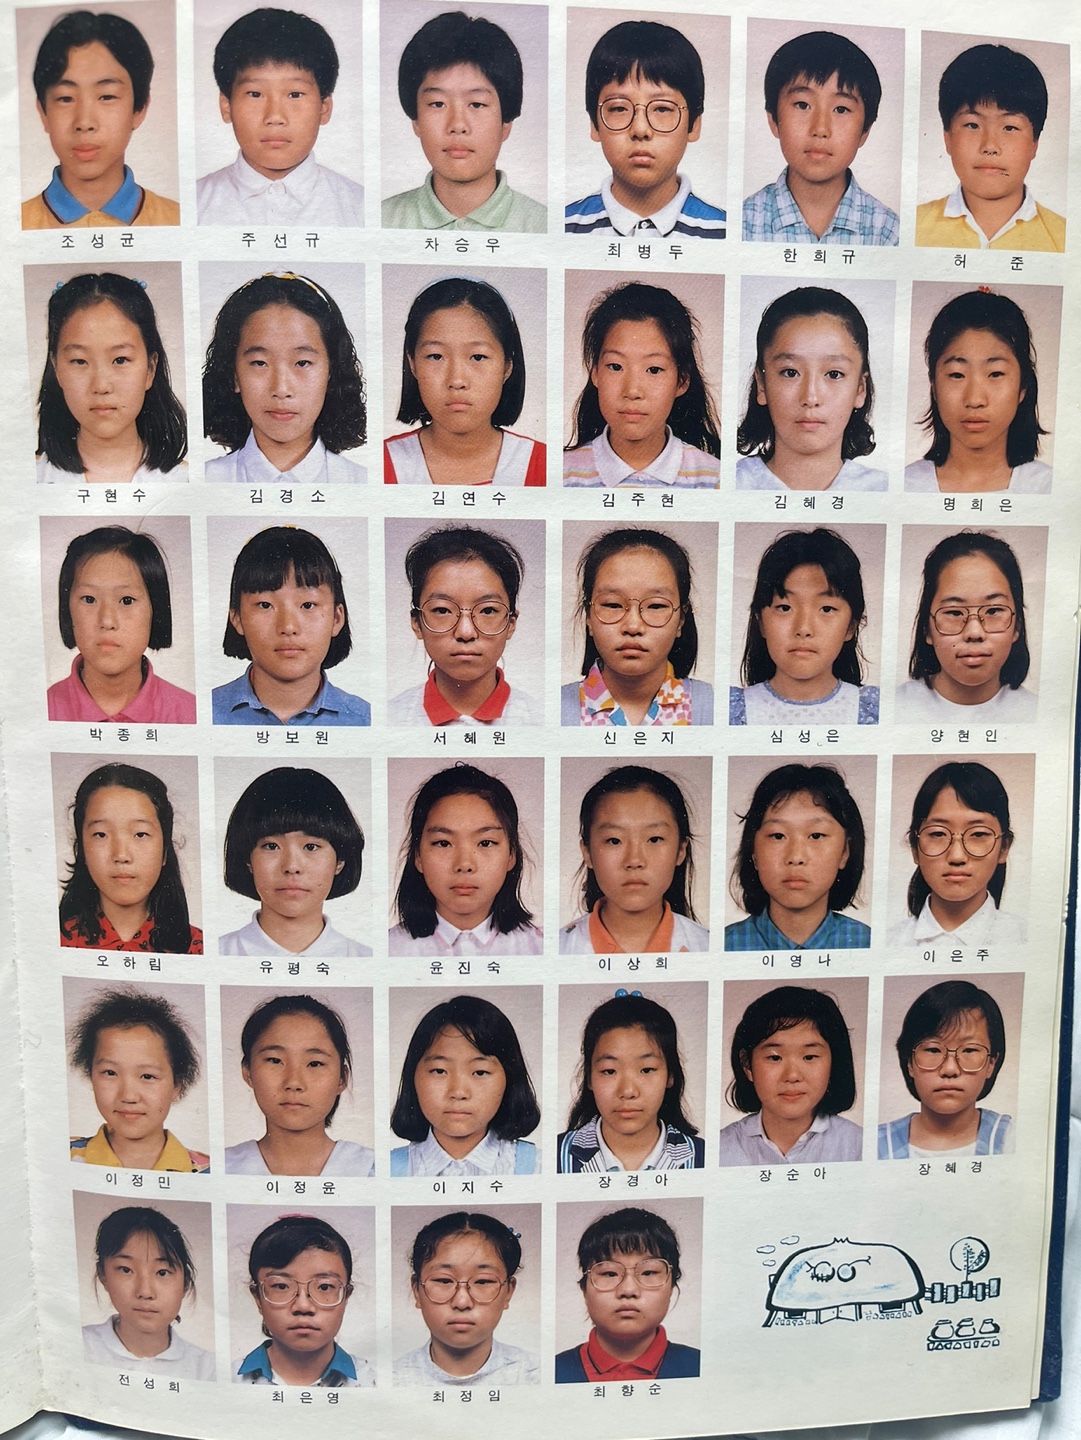 조성균 주선규 차승우 최병두 한희규 허준
구현수 김경소 김연수 김주현 김혜경 명희은
박종희 방보원 서혜원 신은지 심성은 양현인
오하림 유평숙 윤진숙 이상희 이영나 이은주
이정민 이정윤 이지수 장경아 장순아 장혜경
전성희 최은영 최정임 최향순